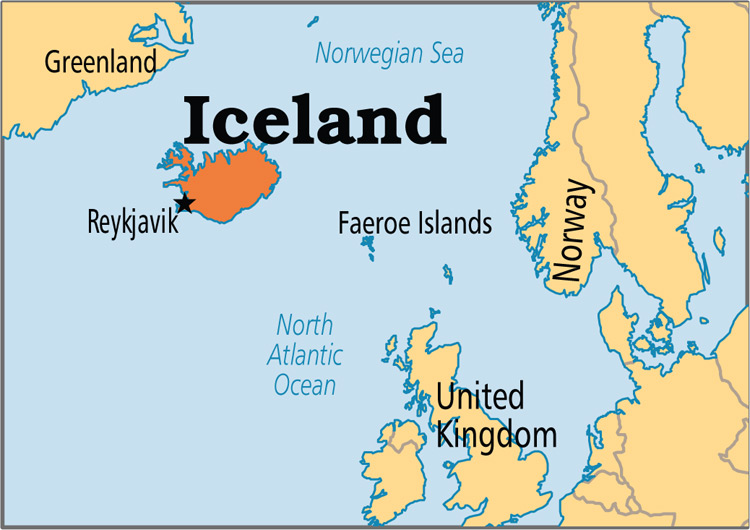 Greenland
Norwegian Sea
Iceland
Reykjavik
Faeroe Islands
Norway
North
Atlantic
Ocean
United
Kingdom